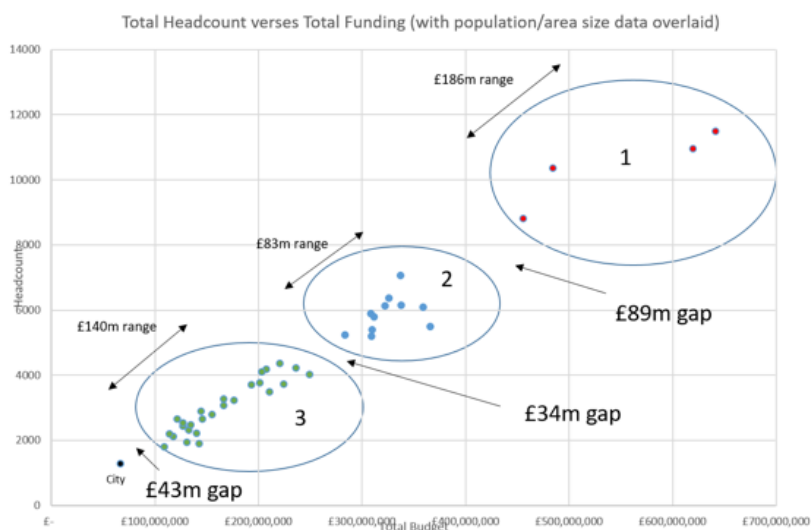 Total Headcount verses Total Funding (with population/area size data overlaid)
14000
12000
10000
8000
6000
4000
2000
0
Headcount
£186m range
1
£83m range
2
£89m gap
£140m range
3
£34m gap
City
£43m gap
£-
£100,000,000
£200,000,000
£300,000,000
£400,000,000
£500,000,000
£600,000,000
£700,000,000
Total Budget